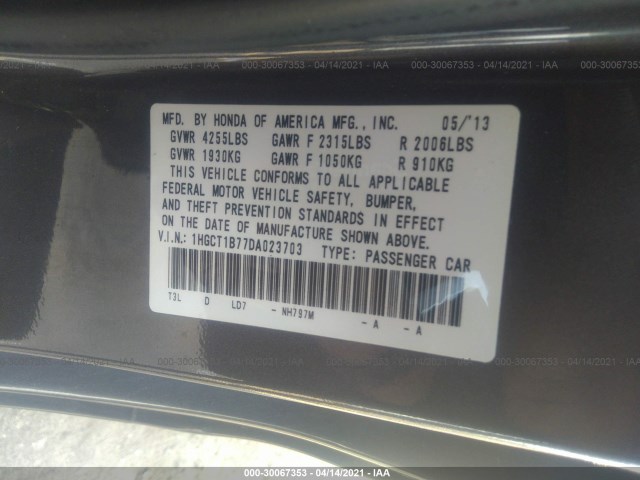 000-30067353 - 04/14/2021 - IAA
MFD. BY HONDA OF AMERICA MFG., INC. 05/'13
GVWR 4255LBS GAWR F 2315LBS R 2006LBS
GVWR 1930KG GAWR F 1050KG R 910KG
THIS VEHICLE CONFORMS TO ALL APPLICABLE
FEDERAL MOTOR VEHICLE SAFETY, BUMPER,
AND THEFT PREVENTION STANDARDS IN EFFECT
ON THE DATE OF MANUFACTURE SHOWN ABOVE.
V.I.N.: 1HGCT1B77DA023703 TYPE: PASSENGER CAR
T3L D LD7 - NH797M - A - A
000-30067353 - 04/14/2021 - IAA